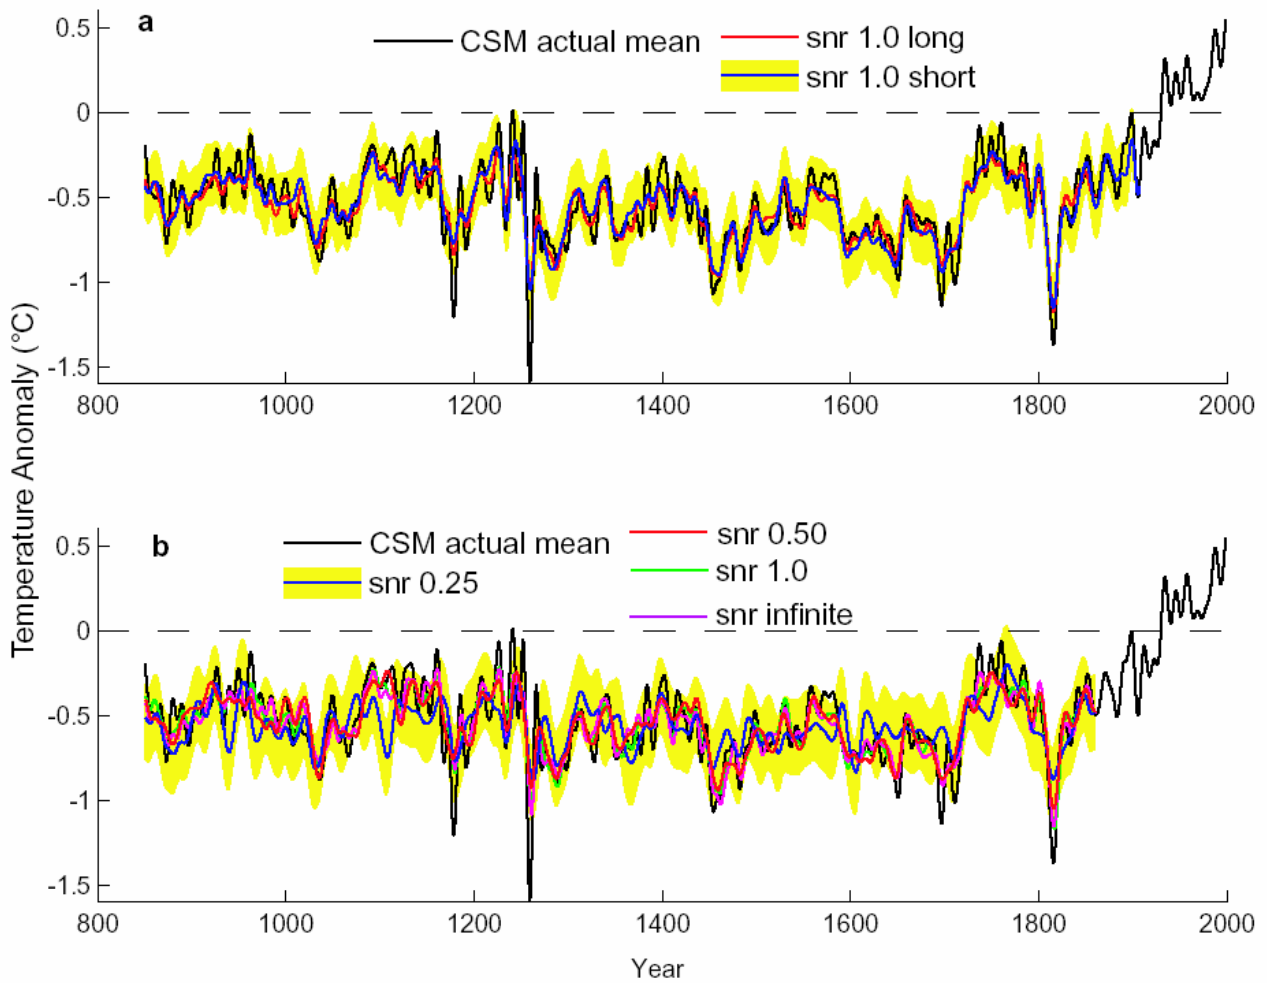 a
CSM actual mean
snr 1.0 long
snr 1.0 short
0.5
0
-0.5
-1
-1.5
800 1000 1200 1400 1600 1800 2000
Temperature Anomaly (°C)
b
CSM actual mean
snr 0.25
snr 0.50
snr 1.0
snr infinite
0.5
0
-0.5
-1
-1.5
800 1000 1200 1400 1600 1800 2000
Year